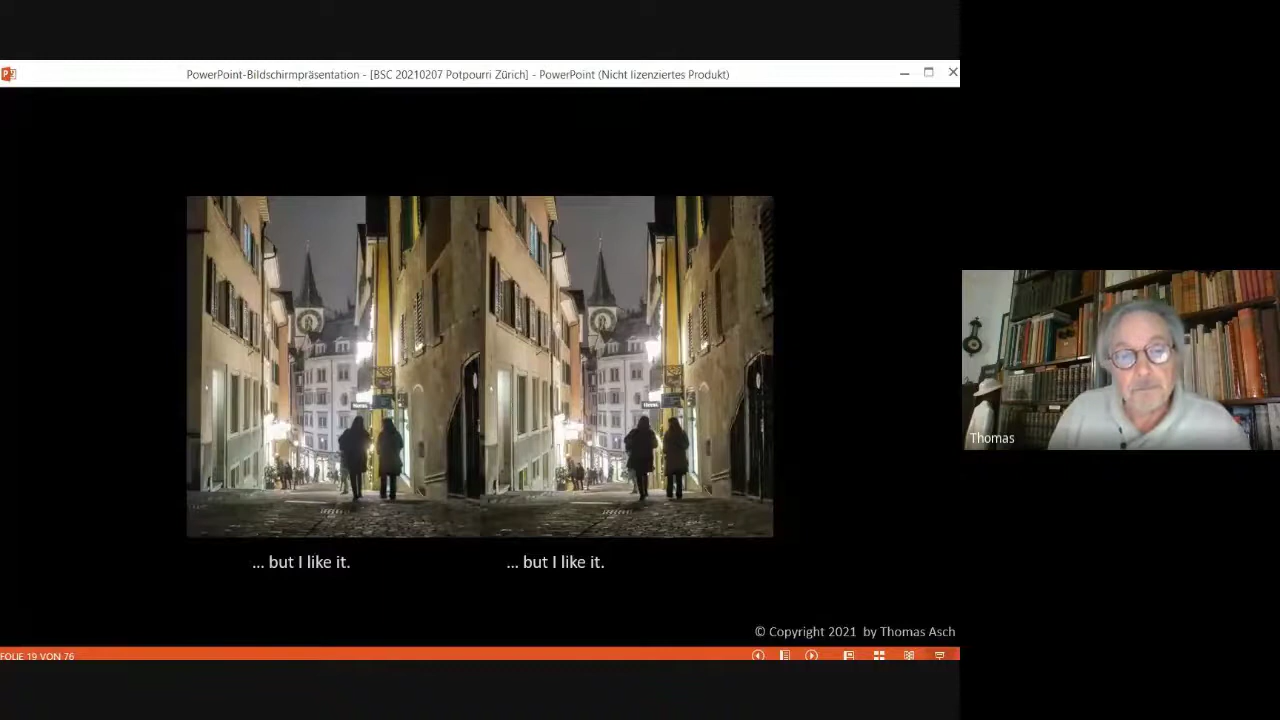 PowerPoint-Bildschirmpräsentation - [BSC 20210207 Potpourri Zürich] - PowerPoint (Nicht lizenziertes Produkt)
... but I like it.
... but I like it.
Thomas
© Copyright 2021 by Thomas Asch
FOLIE 19 VON 76